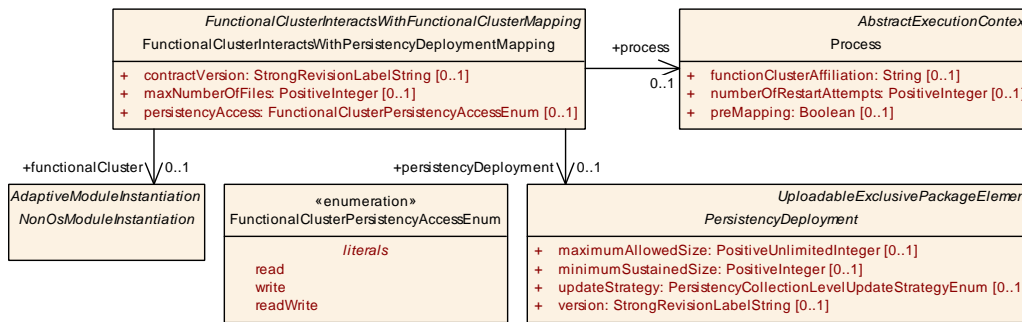 FunctionalClusterInteractsWithFunctionalClusterMapping
FunctionalClusterInteractsWithPersistencyDeploymentMapping
+ contractVersion: StrongRevisionLabelString [0..1]
+ maxNumberOfFiles: PositiveInteger [0..1]
+ persistencyAccess: FunctionalClusterPersistencyAccessEnum [0..1]
+process
0..1
AbstractExecutionContext
Process
+ functionClusterAffiliation: String [0..1]
+ numberOfRestartAttempts: PositiveInteger [0..1]
+ preMapping: Boolean [0..1]
+functionalCluster 0..1
+persistencyDeployment 0..1
AdaptiveModuleInstantiation
NonOsModuleInstantiation
«enumeration»
FunctionalClusterPersistencyAccessEnum
literals
read
write
readWrite
UploadableExclusivePackageElement
PersistencyDeployment
+ maximumAllowedSize: PositiveUnlimitedInteger [0..1]
+ minimumSustainedSize: PositiveInteger [0..1]
+ updateStrategy: PersistencyCollectionLevelUpdateStrategyEnum [0..1]
+ version: StrongRevisionLabelString [0..1]